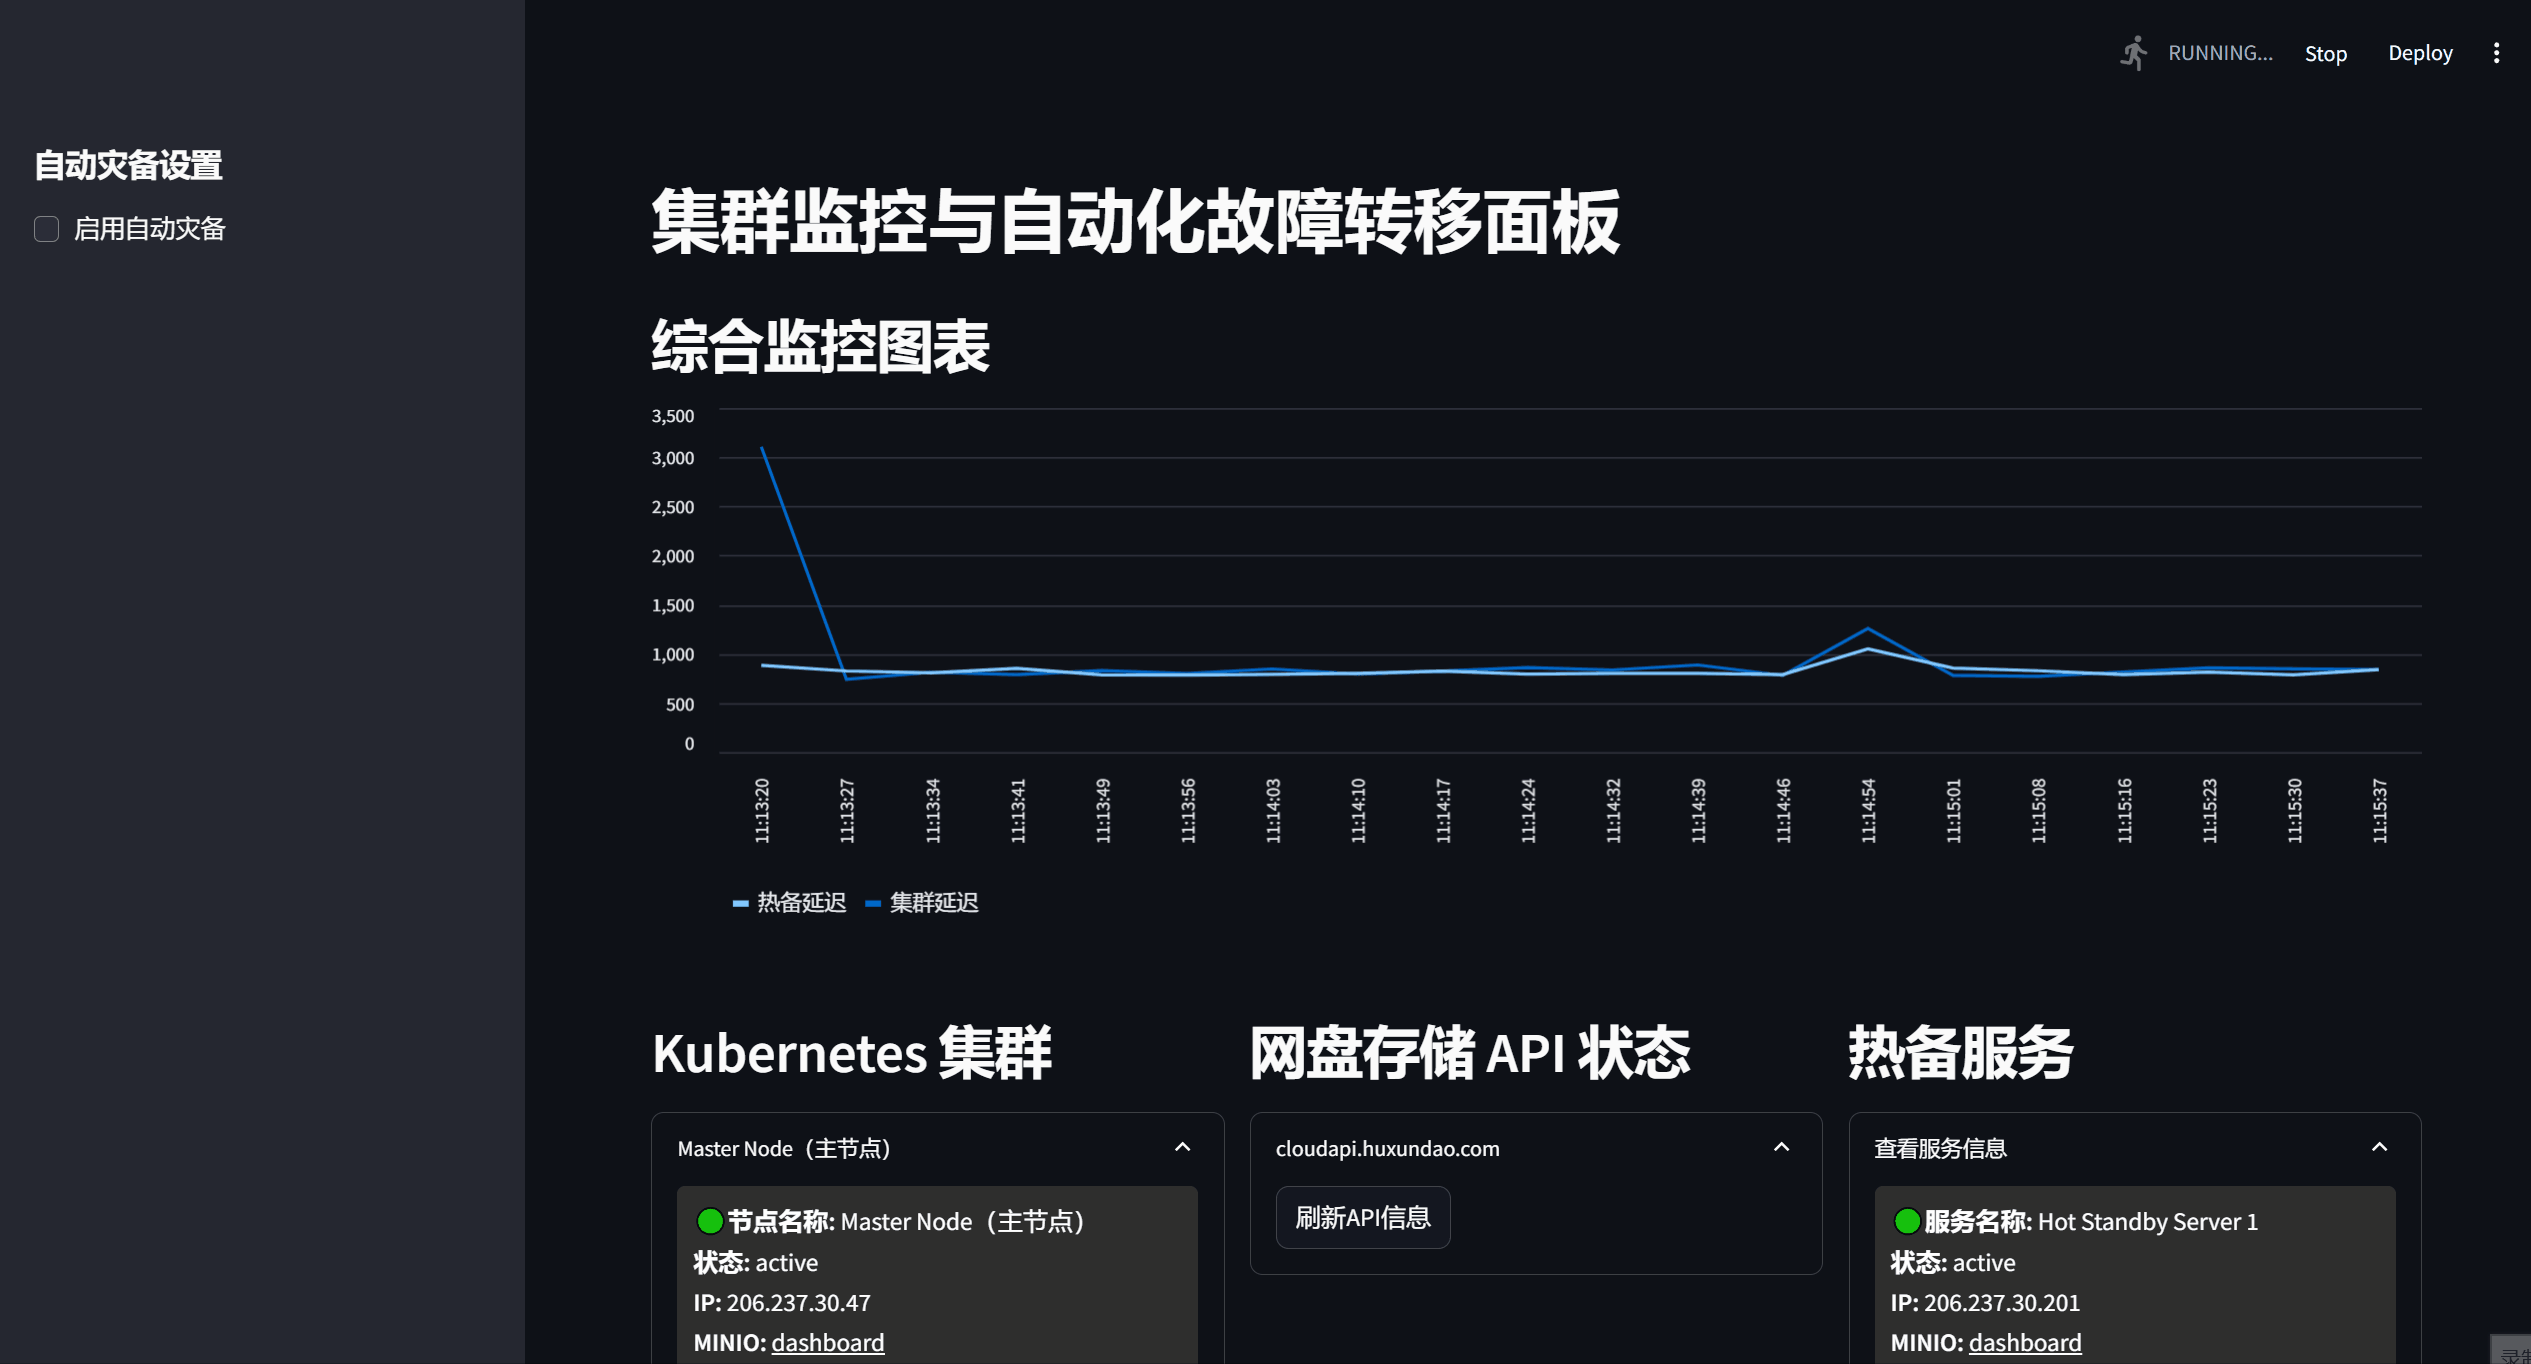 RUNNING...
Stop
Deploy
自动灾备设置
启用自动灾备
集群监控与自动化故障转移面板
综合监控图表
3,500
3,000
2,500
2,000
1,500
1,000
500
0
11:13:20
11:13:27
11:13:34
11:13:41
11:13:49
11:13:56
11:14:03
11:14:10
11:14:17
11:14:24
11:14:32
11:14:39
11:14:46
11:14:54
11:15:01
11:15:08
11:15:16
11:15:23
11:15:30
11:15:37
热备延迟 集群延迟
Kubernetes 集群
Master Node（主节点）
节点名称: Master Node（主节点）
状态: active
IP: 206.237.30.47
MINIO: dashboard
网盘存储 API 状态
cloudapi.huxundao.com
刷新API信息
热备服务
查看服务信息
服务名称: Hot Standby Server 1
状态: active
IP: 206.237.30.201
MINIO: dashboard